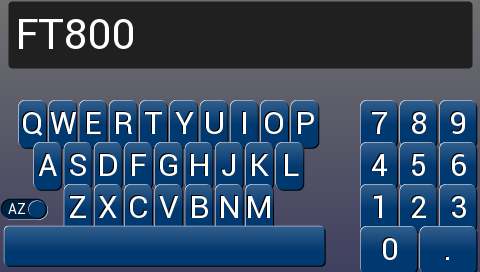 FT800
Q W E R T Y U I O P 7 8 9
A S D F G H J K L 4 5 6
AZ Z X C V B N M 1 2 3
0 .